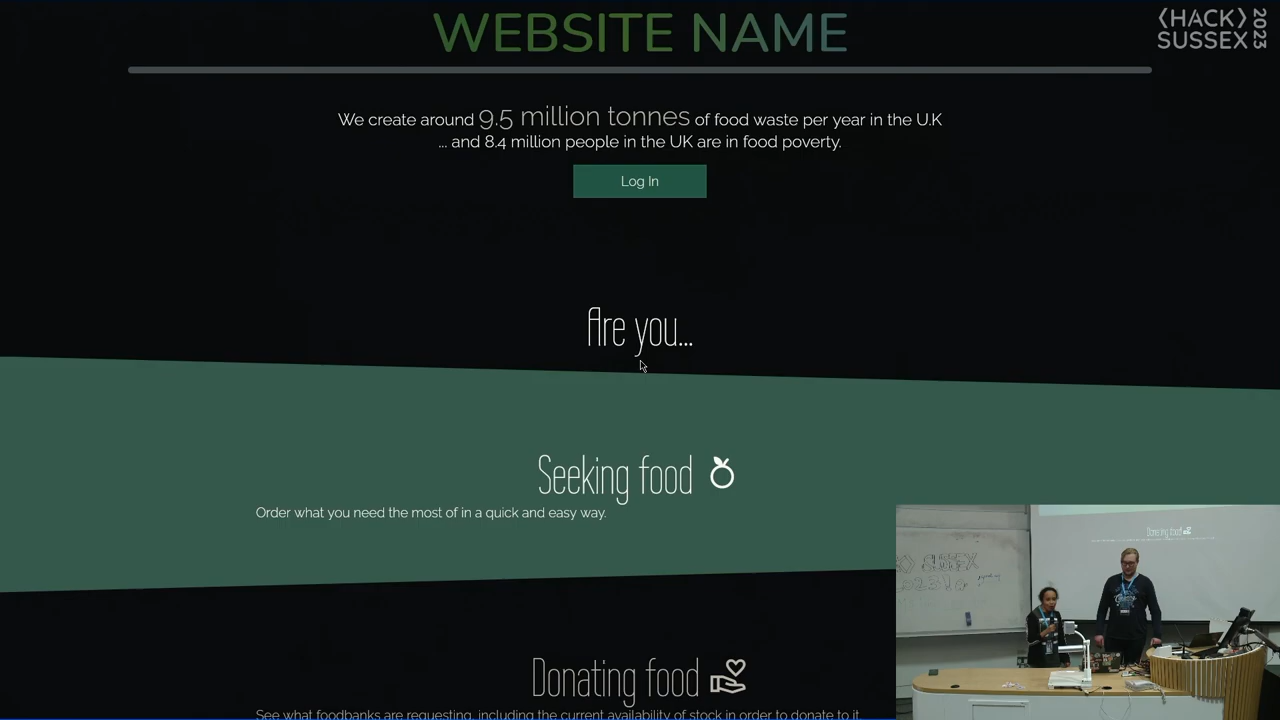 WEBSITE NAME
⟨HACK⟩
SUSSEX
2023
We create around 9.5 million tonnes of food waste per year in the U.K
... and 8.4 million people in the UK are in food poverty.
Log In
Are you...
Seeking food
Order what you need the most of in a quick and easy way.
Donating food
See what foodbanks are requesting, including the current availability of stock in order to donate to it.
Donating food
SUSSEX